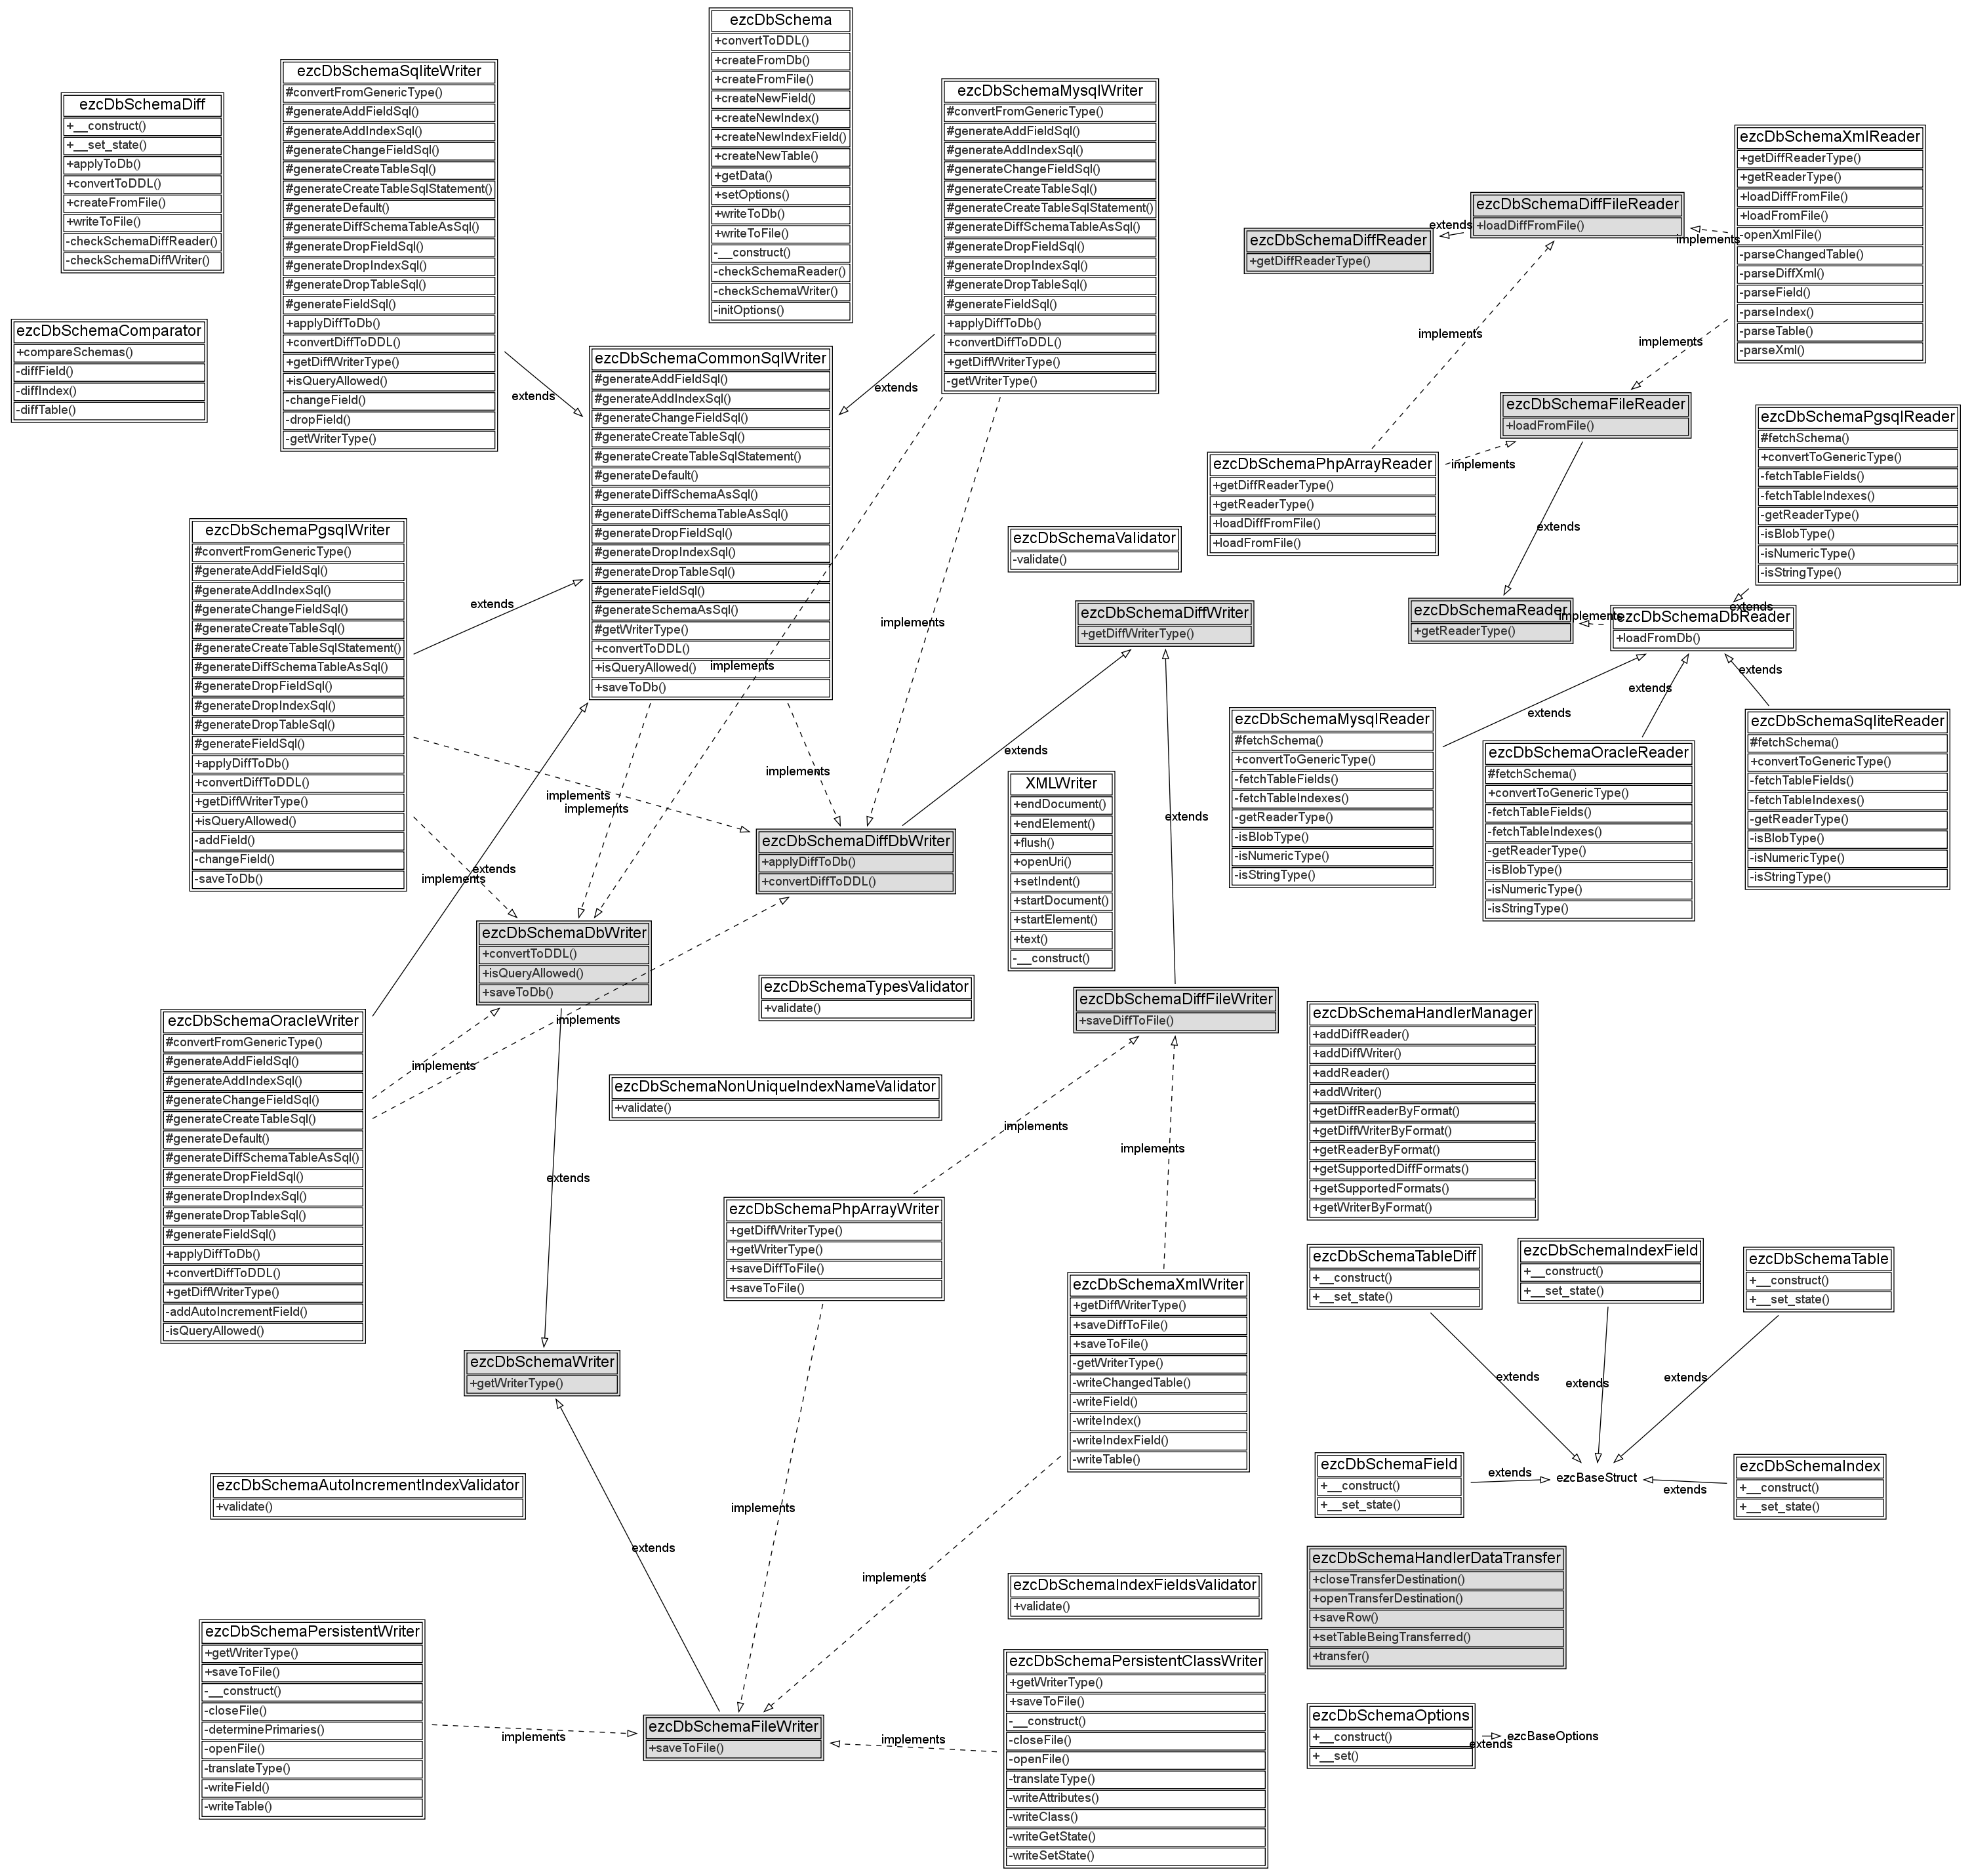 ezcDbSchemaDiff
+__construct()
+__set_state()
+applyToDb()
+convertToDDL()
+createFromFile()
+writeToFile()
-checkSchemaDiffReader()
-checkSchemaDiffWriter()
ezcDbSchemaComparator
+compareSchemas()
-diffField()
-diffIndex()
-diffTable()
ezcDbSchemaSqliteWriter
#convertFromGenericType()
#generateAddFieldSql()
#generateAddIndexSql()
#generateChangeFieldSql()
#generateCreateTableSql()
#generateCreateTableSqlStatement()
#generateDefault()
#generateDiffSchemaTableAsSql()
#generateDropFieldSql()
#generateDropIndexSql()
#generateDropTableSql()
#generateFieldSql()
+applyDiffToDb()
+convertDiffToDDL()
+getDiffWriterType()
+isQueryAllowed()
-changeField()
-dropField()
-getWriterType()
extends
ezcDbSchema
+convertToDDL()
+createFromDb()
+createFromFile()
+createNewField()
+createNewIndex()
+createNewIndexField()
+createNewTable()
+getData()
+setOptions()
+writeToDb()
+writeToFile()
-__construct()
-checkSchemaReader()
-checkSchemaWriter()
-initOptions()
ezcDbSchemaMysqlWriter
#convertFromGenericType()
#generateAddFieldSql()
#generateAddIndexSql()
#generateChangeFieldSql()
#generateCreateTableSql()
#generateCreateTableSqlStatement()
#generateDiffSchemaTableAsSql()
#generateDropFieldSql()
#generateDropIndexSql()
#generateDropTableSql()
#generateFieldSql()
+applyDiffToDb()
+convertDiffToDDL()
+getDiffWriterType()
-getWriterType()
extends
ezcDbSchemaCommonSqlWriter
#generateAddFieldSql()
#generateAddIndexSql()
#generateChangeFieldSql()
#generateCreateTableSql()
#generateCreateTableSqlStatement()
#generateDefault()
#generateDiffSchemaAsSql()
#generateDiffSchemaTableAsSql()
#generateDropFieldSql()
#generateDropIndexSql()
#generateDropTableSql()
#generateFieldSql()
#generateSchemaAsSql()
#getWriterType()
+convertToDDL()
+isQueryAllowed()
+saveToDb()
implements
implements
ezcDbSchemaXmlReader
+getDiffReaderType()
+getReaderType()
+loadDiffFromFile()
+loadFromFile()
-openXmlFile()
-parseChangedTable()
-parseDiffXml()
-parseField()
-parseIndex()
-parseTable()
-parseXml()
ezcDbSchemaDiffFileReader
+loadDiffFromFile()
extends
implements
ezcDbSchemaDiffReader
+getDiffReaderType()
implements
implements
ezcDbSchemaFileReader
+loadFromFile()
ezcDbSchemaPhpArrayReader
+getDiffReaderType()
+getReaderType()
+loadDiffFromFile()
+loadFromFile()
implements
extends
ezcDbSchemaPgsqlReader
#fetchSchema()
+convertToGenericType()
-fetchTableFields()
-fetchTableIndexes()
-getReaderType()
-isBlobType()
-isNumericType()
-isStringType()
extends
ezcDbSchemaReader
+getReaderType()
implements
ezcDbSchemaDbReader
+loadFromDb()
extends
extends
extends
ezcDbSchemaMysqlReader
#fetchSchema()
+convertToGenericType()
-fetchTableFields()
-fetchTableIndexes()
-getReaderType()
-isBlobType()
-isNumericType()
-isStringType()
ezcDbSchemaOracleReader
#fetchSchema()
+convertToGenericType()
-fetchTableFields()
-fetchTableIndexes()
-getReaderType()
-isBlobType()
-isNumericType()
-isStringType()
ezcDbSchemaSqliteReader
#fetchSchema()
+convertToGenericType()
-fetchTableFields()
-fetchTableIndexes()
-getReaderType()
-isBlobType()
-isNumericType()
-isStringType()
ezcDbSchemaPgsqlWriter
#convertFromGenericType()
#generateAddFieldSql()
#generateAddIndexSql()
#generateChangeFieldSql()
#generateCreateTableSql()
#generateCreateTableSqlStatement()
#generateDiffSchemaTableAsSql()
#generateDropFieldSql()
#generateDropIndexSql()
#generateDropTableSql()
#generateFieldSql()
+applyDiffToDb()
+convertDiffToDDL()
+getDiffWriterType()
+isQueryAllowed()
-addField()
-changeField()
-saveToDb()
extends
implements
implements
implements
implements
extends
ezcDbSchemaValidator
-validate()
ezcDbSchemaDiffWriter
+getDiffWriterType()
extends
extends
XMLWriter
+endDocument()
+endElement()
+flush()
+openUri()
+setIndent()
+startDocument()
+startElement()
+text()
-__construct()
ezcDbSchemaDiffDbWriter
+applyDiffToDb()
+convertDiffToDDL()
ezcDbSchemaDbWriter
+convertToDDL()
+isQueryAllowed()
+saveToDb()
ezcDbSchemaTypesValidator
+validate()
implements
implements
ezcDbSchemaDiffFileWriter
+saveDiffToFile()
ezcDbSchemaOracleWriter
#convertFromGenericType()
#generateAddFieldSql()
#generateAddIndexSql()
#generateChangeFieldSql()
#generateCreateTableSql()
#generateDefault()
#generateDiffSchemaTableAsSql()
#generateDropFieldSql()
#generateDropIndexSql()
#generateDropTableSql()
#generateFieldSql()
+applyDiffToDb()
+convertDiffToDDL()
+getDiffWriterType()
-addAutoIncrementField()
-isQueryAllowed()
ezcDbSchemaNonUniqueIndexNameValidator
+validate()
extends
implements
implements
ezcDbSchemaHandlerManager
+addDiffReader()
+addDiffWriter()
+addReader()
+addWriter()
+getDiffReaderByFormat()
+getDiffWriterByFormat()
+getReaderByFormat()
+getSupportedDiffFormats()
+getSupportedFormats()
+getWriterByFormat()
ezcDbSchemaPhpArrayWriter
+getDiffWriterType()
+getWriterType()
+saveDiffToFile()
+saveToFile()
ezcDbSchemaXmlWriter
+getDiffWriterType()
+saveDiffToFile()
+saveToFile()
-getWriterType()
-writeChangedTable()
-writeField()
-writeIndex()
-writeIndexField()
-writeTable()
ezcDbSchemaTableDiff
+__construct()
+__set_state()
ezcDbSchemaIndexField
+__construct()
+__set_state()
ezcDbSchemaTable
+__construct()
+__set_state()
extends
extends
extends
ezcDbSchemaField
+__construct()
+__set_state()
extends
ezcBaseStruct
extends
ezcDbSchemaIndex
+__construct()
+__set_state()
ezcDbSchemaWriter
+getWriterType()
ezcDbSchemaAutoIncrementIndexValidator
+validate()
extends
implements
implements
ezcDbSchemaHandlerDataTransfer
+closeTransferDestination()
+openTransferDestination()
+saveRow()
+setTableBeingTransferred()
+transfer()
ezcDbSchemaIndexFieldsValidator
+validate()
ezcDbSchemaPersistentWriter
+getWriterType()
+saveToFile()
-__construct()
-closeFile()
-determinePrimaries()
-openFile()
-translateType()
-writeField()
-writeTable()
implements
ezcDbSchemaFileWriter
+saveToFile()
implements
ezcDbSchemaPersistentClassWriter
+getWriterType()
+saveToFile()
-__construct()
-closeFile()
-openFile()
-translateType()
-writeAttributes()
-writeClass()
-writeGetState()
-writeSetState()
ezcDbSchemaOptions
+__construct()
+__set()
extends
ezcBaseOptions